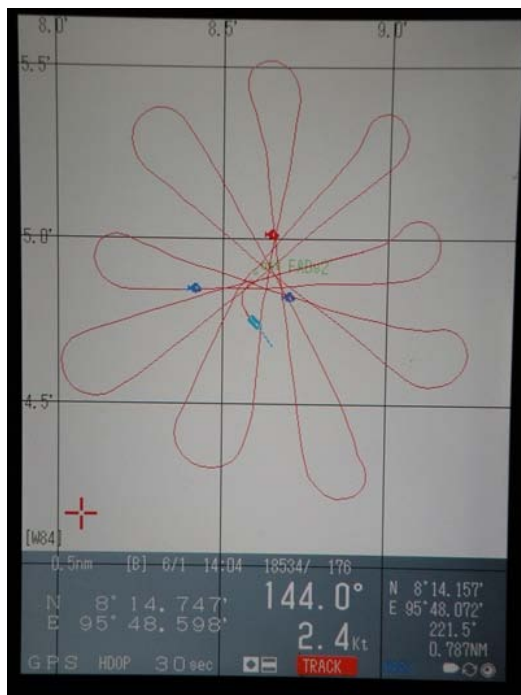 8.0' 8.5' 9.0'
5.5'
5.0'
FADw2
4.5'
[W84]
0.5nm [B] 6/1 14:04 18534/ 176
N 8°14.747'
E 95°48.598'
144.0°
2.4Kt
N 8°14.157'
E 95°48.072'
221.5°
0.787NM
GPS HDOP 30sec TRACK